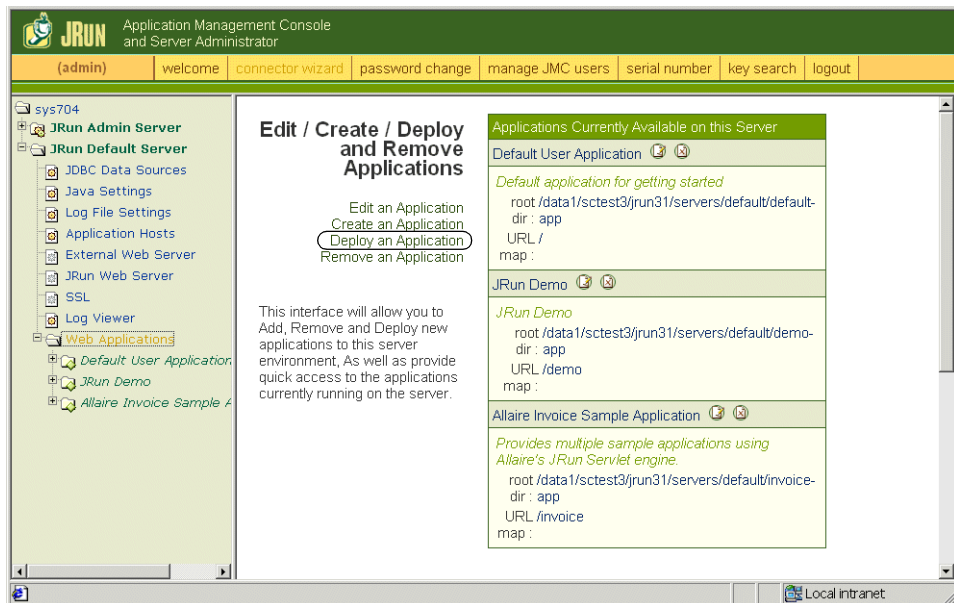 JRUN
Application Management Console
and Server Administrator
(admin) welcome connector wizard password change manage JMC users serial number key search logout
sys704
JRun Admin Server
JRun Default Server
JDBC Data Sources
Java Settings
Log File Settings
Application Hosts
External Web Server
JRun Web Server
SSL
Log Viewer
Web Applications
Default User Application
JRun Demo
Allaire Invoice Sample A
Edit / Create / Deploy
and Remove
Applications
Edit an Application
Create an Application
Deploy an Application
Remove an Application
This interface will allow you to
Add, Remove and Deploy new
applications to this server
environment, As well as provide
quick access to the applications
currently running on the server.
Applications Currently Available on this Server
Default User Application
Default application for getting started
root /data1/sctest3/jrun31/servers/default/default-
dir : app
URL /
map :
JRun Demo
JRun Demo
root /data1/sctest3/jrun31/servers/default/demo-
dir : app
URL /demo
map :
Allaire Invoice Sample Application
Provides multiple sample applications using
Allaire's JRun Servlet engine.
root /data1/sctest3/jrun31/servers/default/invoice-
dir : app
URL /invoice
map :
Local intranet